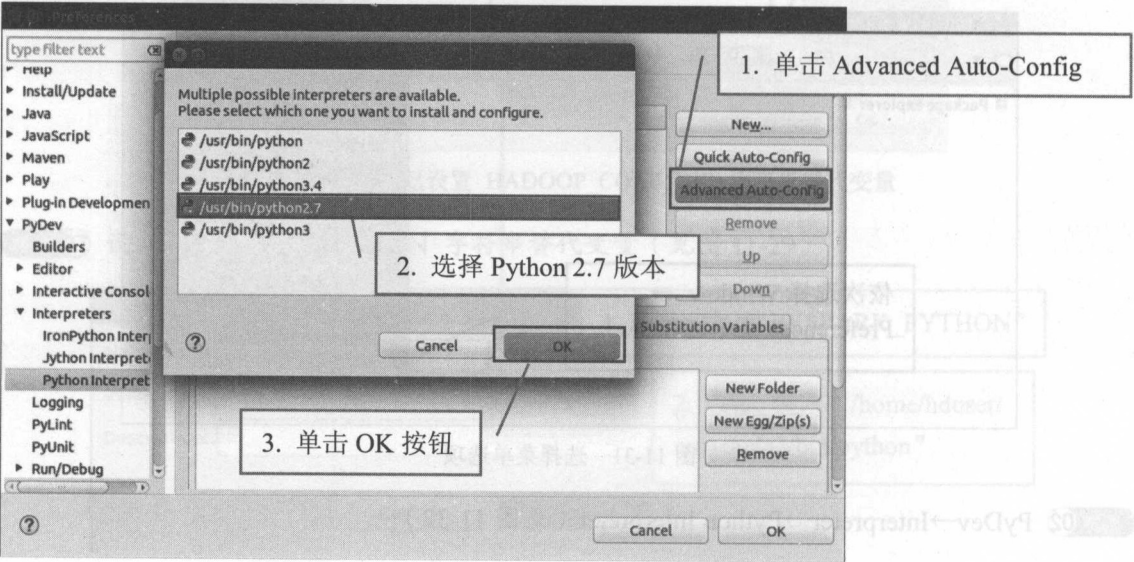 Preferences
type filter text
Help
Install/Update
Java
JavaScript
Maven
Play
Plug-in Developmen
PyDev
Builders
Editor
Interactive Consol
Interpreters
IronPython Inter
Jython Interpret
Python Interpret
Logging
PyLint
PyUnit
Run/Debug
Multiple possible interpreters are available.
Please select which one you want to install and configure.
/usr/bin/python
/usr/bin/python2
/usr/bin/python3.4
/usr/bin/python2.7
/usr/bin/python3
Cancel
OK
1. 单击 Advanced Auto-Config
New...
Quick Auto-Config
Advanced Auto-Config
Remove
Up
Down
2. 选择 Python 2.7 版本
Substitution Variables
New Folder
New Egg/Zip(s)
Remove
3. 单击 OK 按钮
Cancel
OK